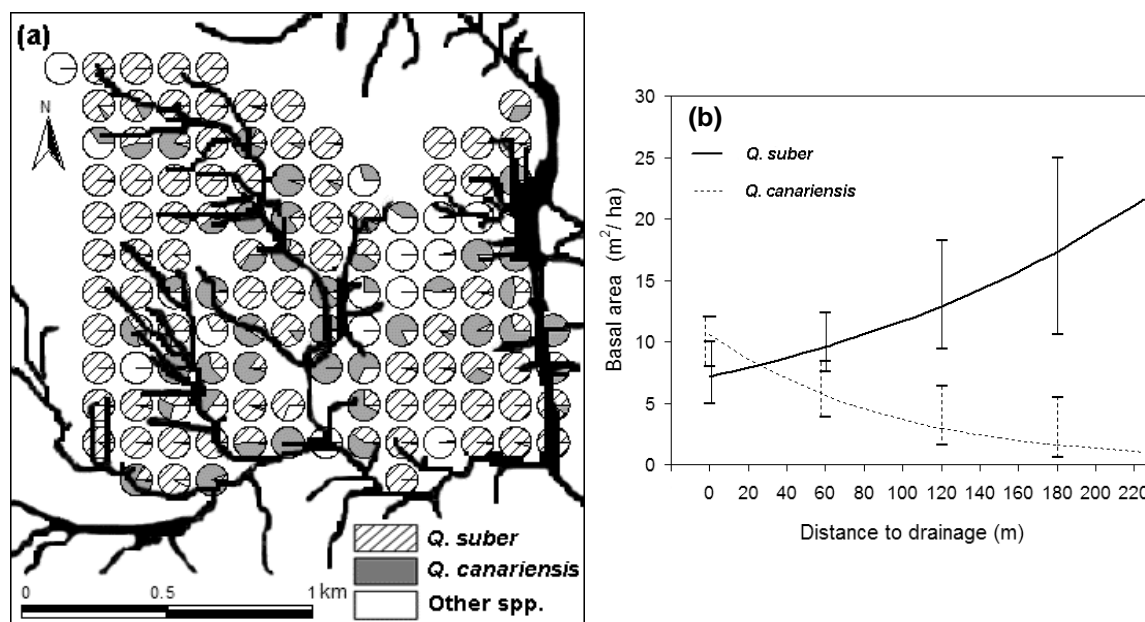 (a)
N
Q. suber
Q. canariensis
Other spp.
0 0.5 1 km
(b)
Q. suber
Q. canariensis
30
25
20
15
10
5
0
Basal area (m²/ ha)
0 20 40 60 80 100 120 140 160 180 200 220
Distance to drainage (m)